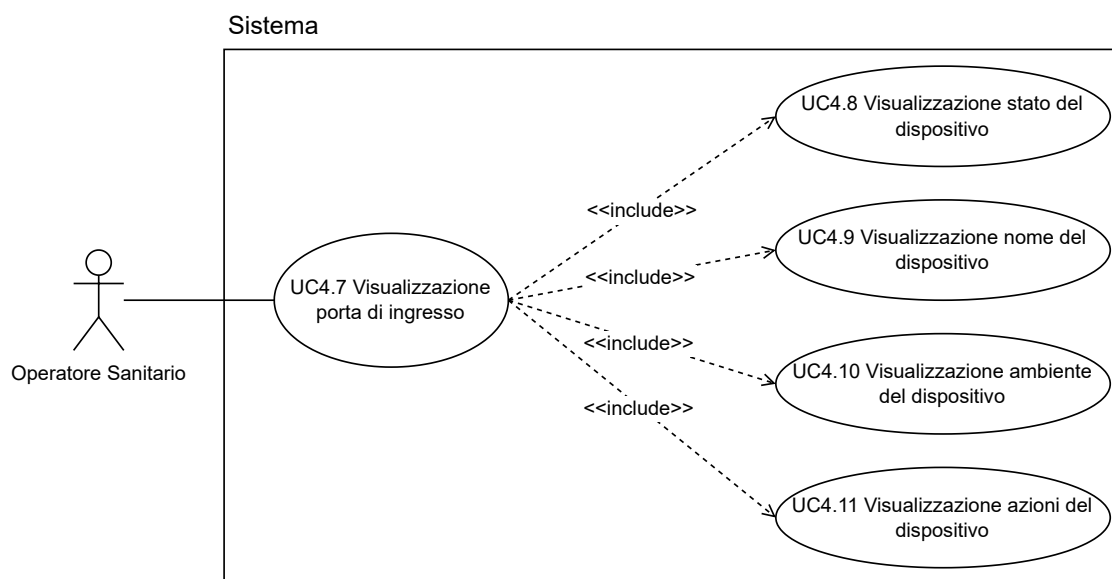 Sistema
UC4.8 Visualizzazione stato del
dispositivo
<<include>>
UC4.9 Visualizzazione nome del
dispositivo
<<include>>
UC4.7 Visualizzazione
porta di ingresso
Operatore Sanitario
<<include>>
UC4.10 Visualizzazione ambiente
del dispositivo
<<include>>
UC4.11 Visualizzazione azioni del
dispositivo